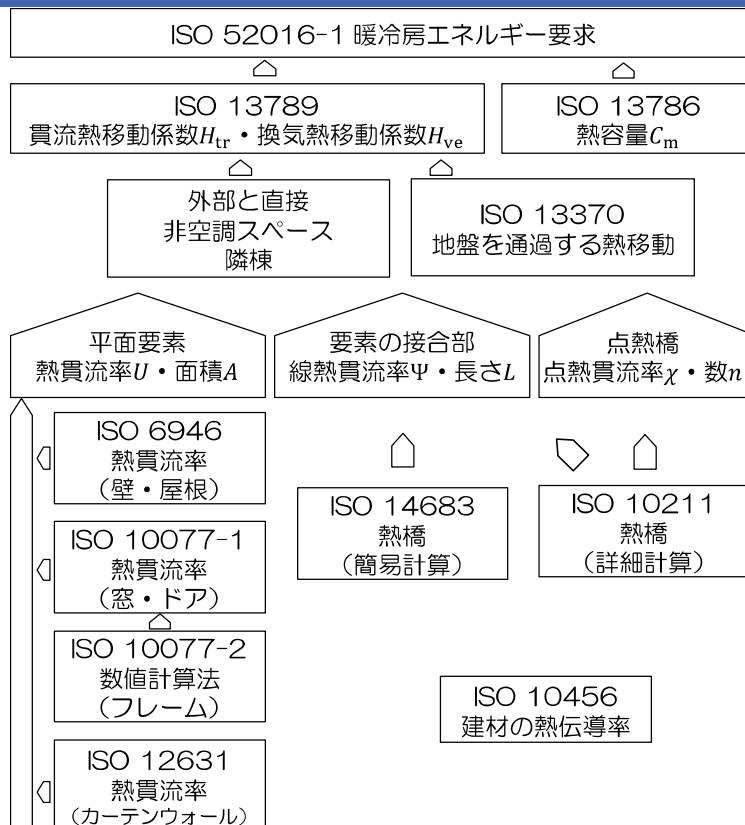 ISO 52016-1 暖冷房エネルギー要求
ISO 13789
貫流熱移動係数Htr・換気熱移動係数Hve
ISO 13786
熱容量Cm
外部と直接
非空調スペース
隣棟
ISO 13370
地盤を通過する熱移動
平面要素
熱貫流率U・面積A
要素の接合部
線熱貫流率Ψ・長さL
点熱橋
点熱貫流率χ・数n
ISO 6946
熱貫流率
(壁・屋根)
ISO 10077-1
熱貫流率
(窓・ドア)
ISO 10077-2
数値計算法
(フレーム)
ISO 12631
熱貫流率
(カーテンウォール)
ISO 14683
熱橋
(簡易計算)
ISO 10211
熱橋
(詳細計算)
ISO 10456
建材の熱伝導率